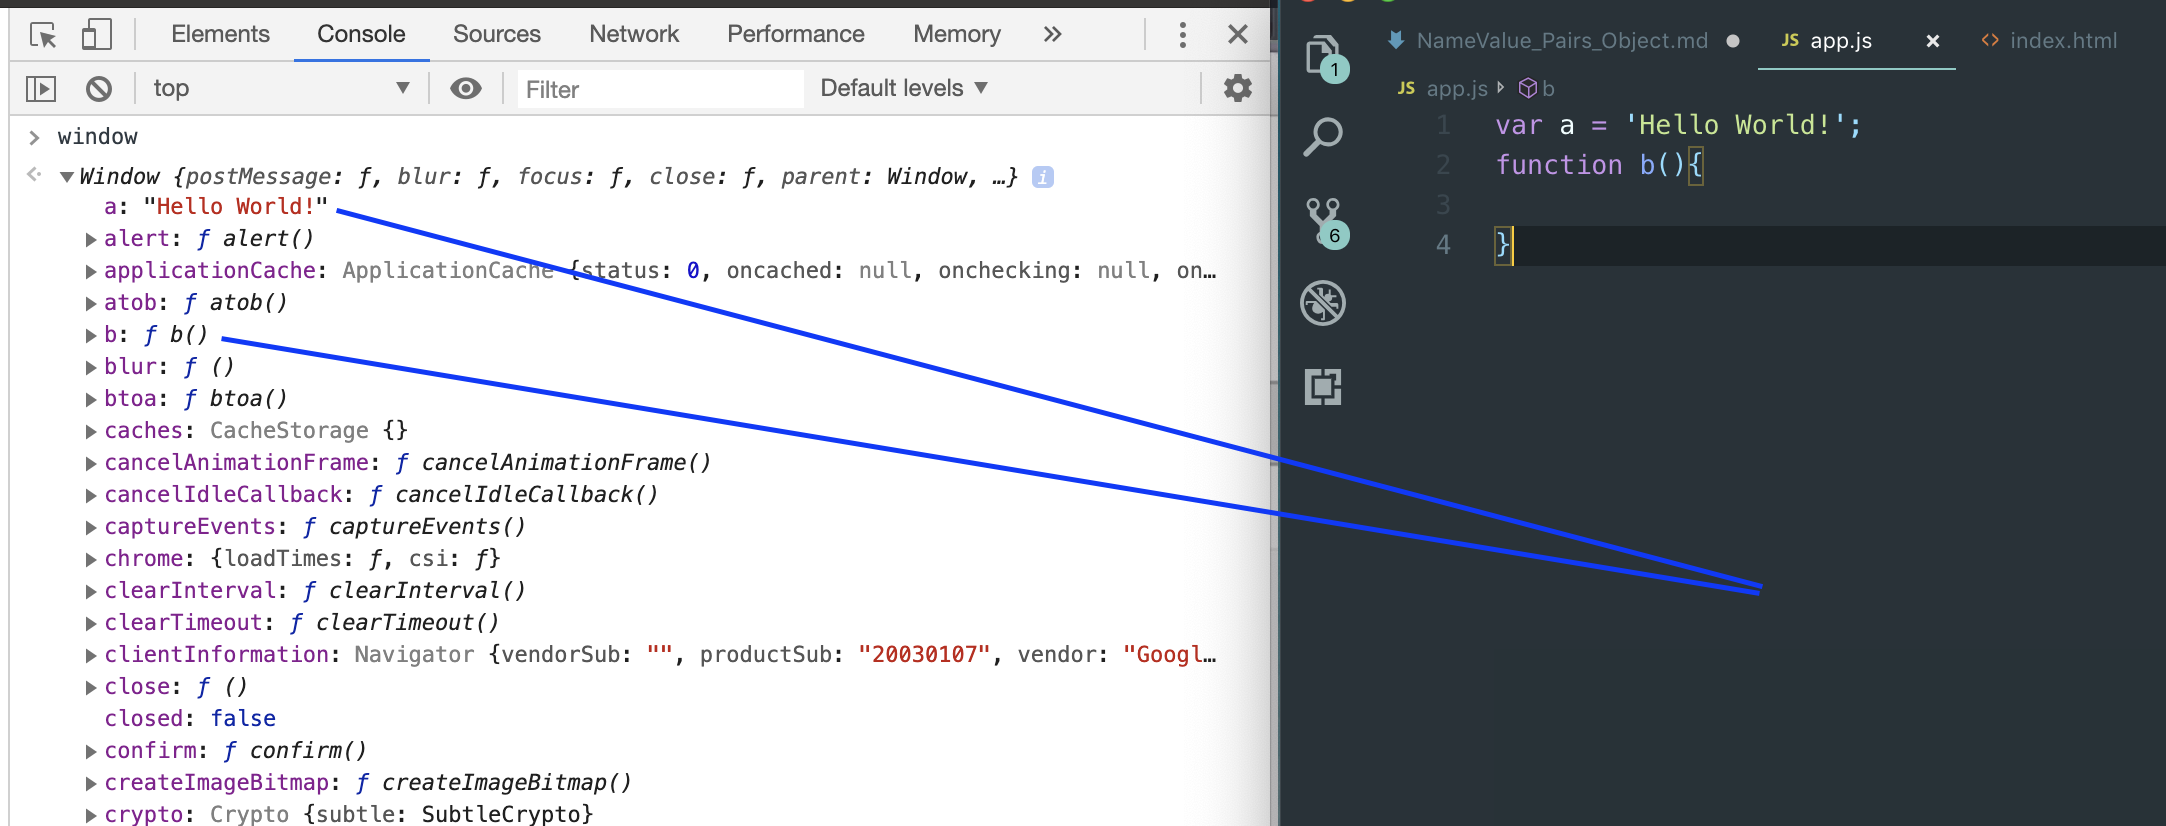 Elements Console Sources Network Performance Memory »
top ▼ Filter Default levels ▼
> window
▼Window {postMessage: ƒ, blur: ƒ, focus: ƒ, close: ƒ, parent: Window, …} i
a: "Hello World!"
▶alert: ƒ alert()
▶applicationCache: ApplicationCache {status: 0, oncached: null, onchecking: null, on…
▶atob: ƒ atob()
▶b: ƒ b()
▶blur: ƒ ()
▶btoa: ƒ btoa()
▶caches: CacheStorage {}
▶cancelAnimationFrame: ƒ cancelAnimationFrame()
▶cancelIdleCallback: ƒ cancelIdleCallback()
▶captureEvents: ƒ captureEvents()
▶chrome: {loadTimes: ƒ, csi: ƒ}
▶clearInterval: ƒ clearInterval()
▶clearTimeout: ƒ clearTimeout()
▶clientInformation: Navigator {vendorSub: "", productSub: "20030107", vendor: "Googl…
▶close: ƒ ()
closed: false
▶confirm: ƒ confirm()
▶createImageBitmap: ƒ createImageBitmap()
▶crypto: Crypto {subtle: SubtleCrypto}
1
6
NameValue_Pairs_Object.md ● JS app.js × <> index.html
JS app.js b
1 var a = 'Hello World!';
2 function b(){
3
4 }